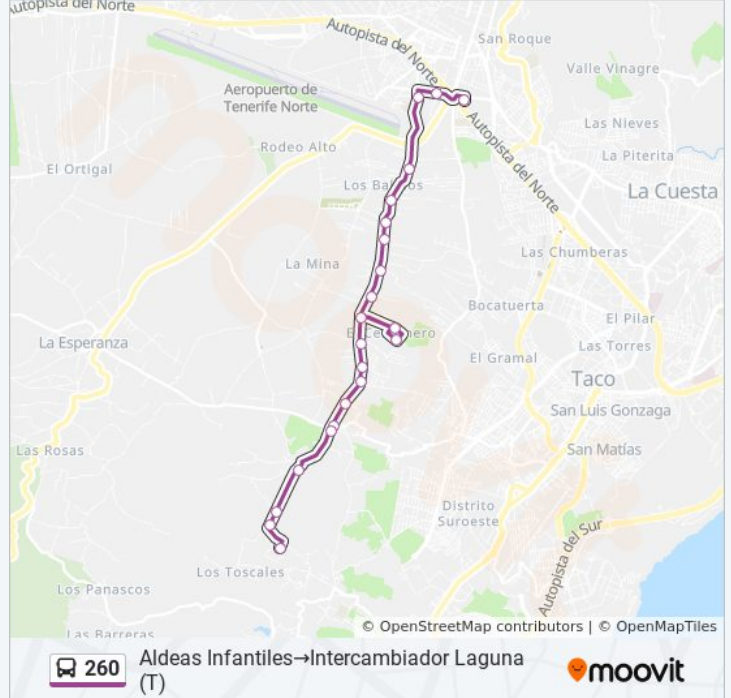 Autopista del Norte
Autopista del Norte
San Roque
Valle Vinagre
Aeropuerto de
Tenerife Norte
Autopista del Norte
Las Nieves
Rodeo Alto
La Piterita
El Ortigal
Los Ba
os
La Cuesta
Las Chumberas
La Mina
Bocatuerta
El Pilar
La Esperanza
Las Torres
El Gramal
Taco
San Luis Gonzaga
Las Rosas
San Matías
Distrito
Suroeste
Autopista del Sur
Los Toscales
Los Panascos
Las Barreras
© OpenStreetMap contributors | © OpenMapTiles
260
Aldeas Infantiles→Intercambiador Laguna
(T)
moovit